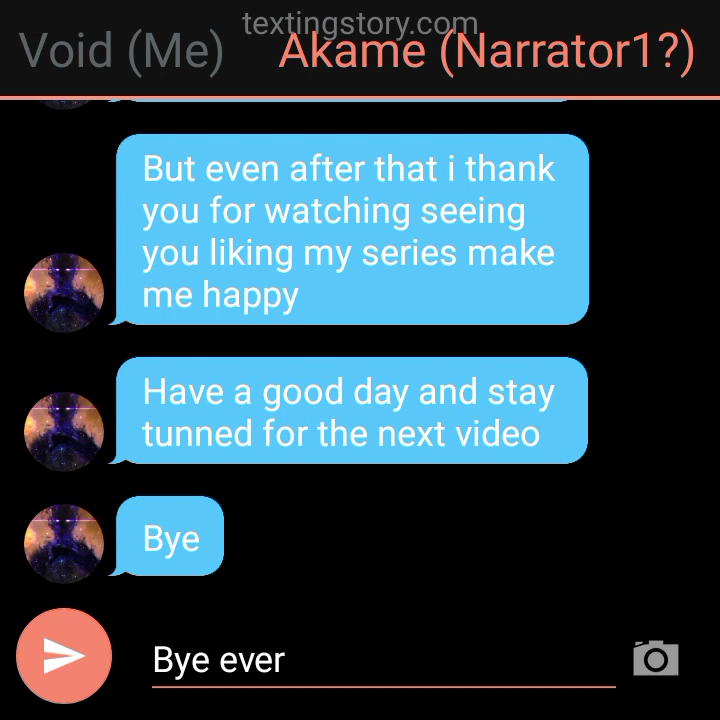 textingstory.com
Void (Me) Akame (Narrator1?)
But even after that i thank
you for watching seeing
you liking my series make
me happy
Have a good day and stay
tunned for the next video
Bye
Bye ever